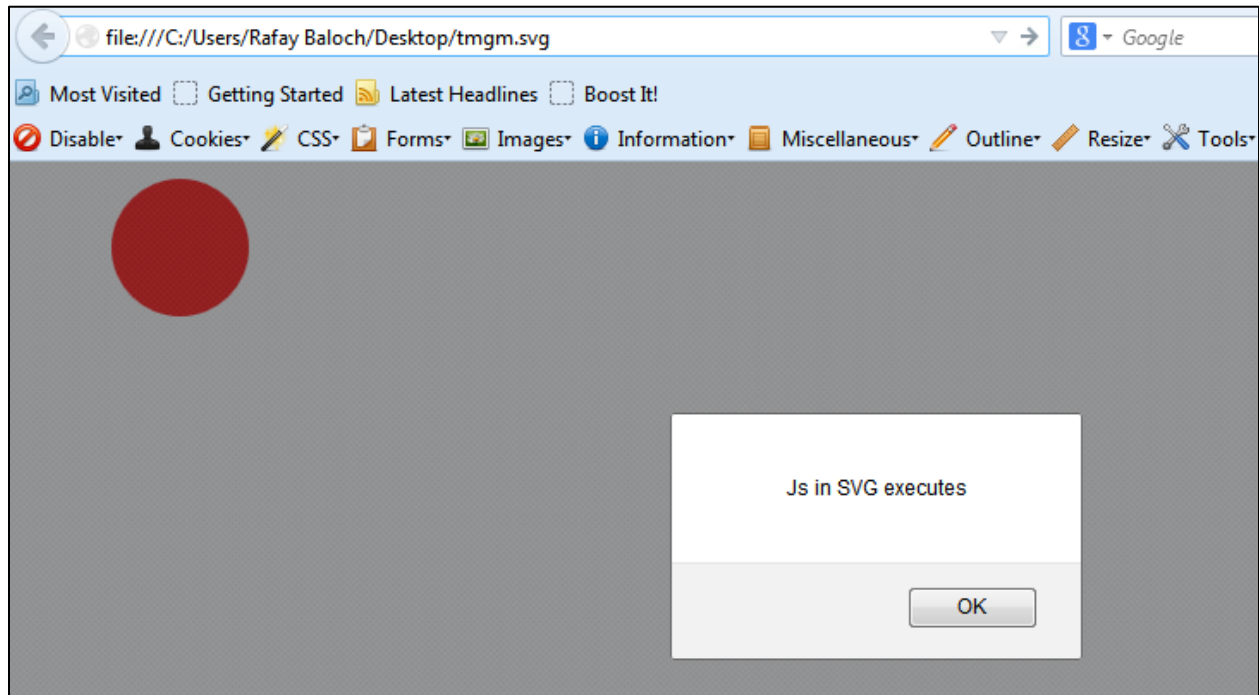 file:///C:/Users/Rafay Baloch/Desktop/tmgm.svg 8 Google
Most Visited Getting Started Latest Headlines Boost It!
Disable Cookies CSS Forms Images Information Miscellaneous Outline Resize Tools
Js in SVG executes
OK